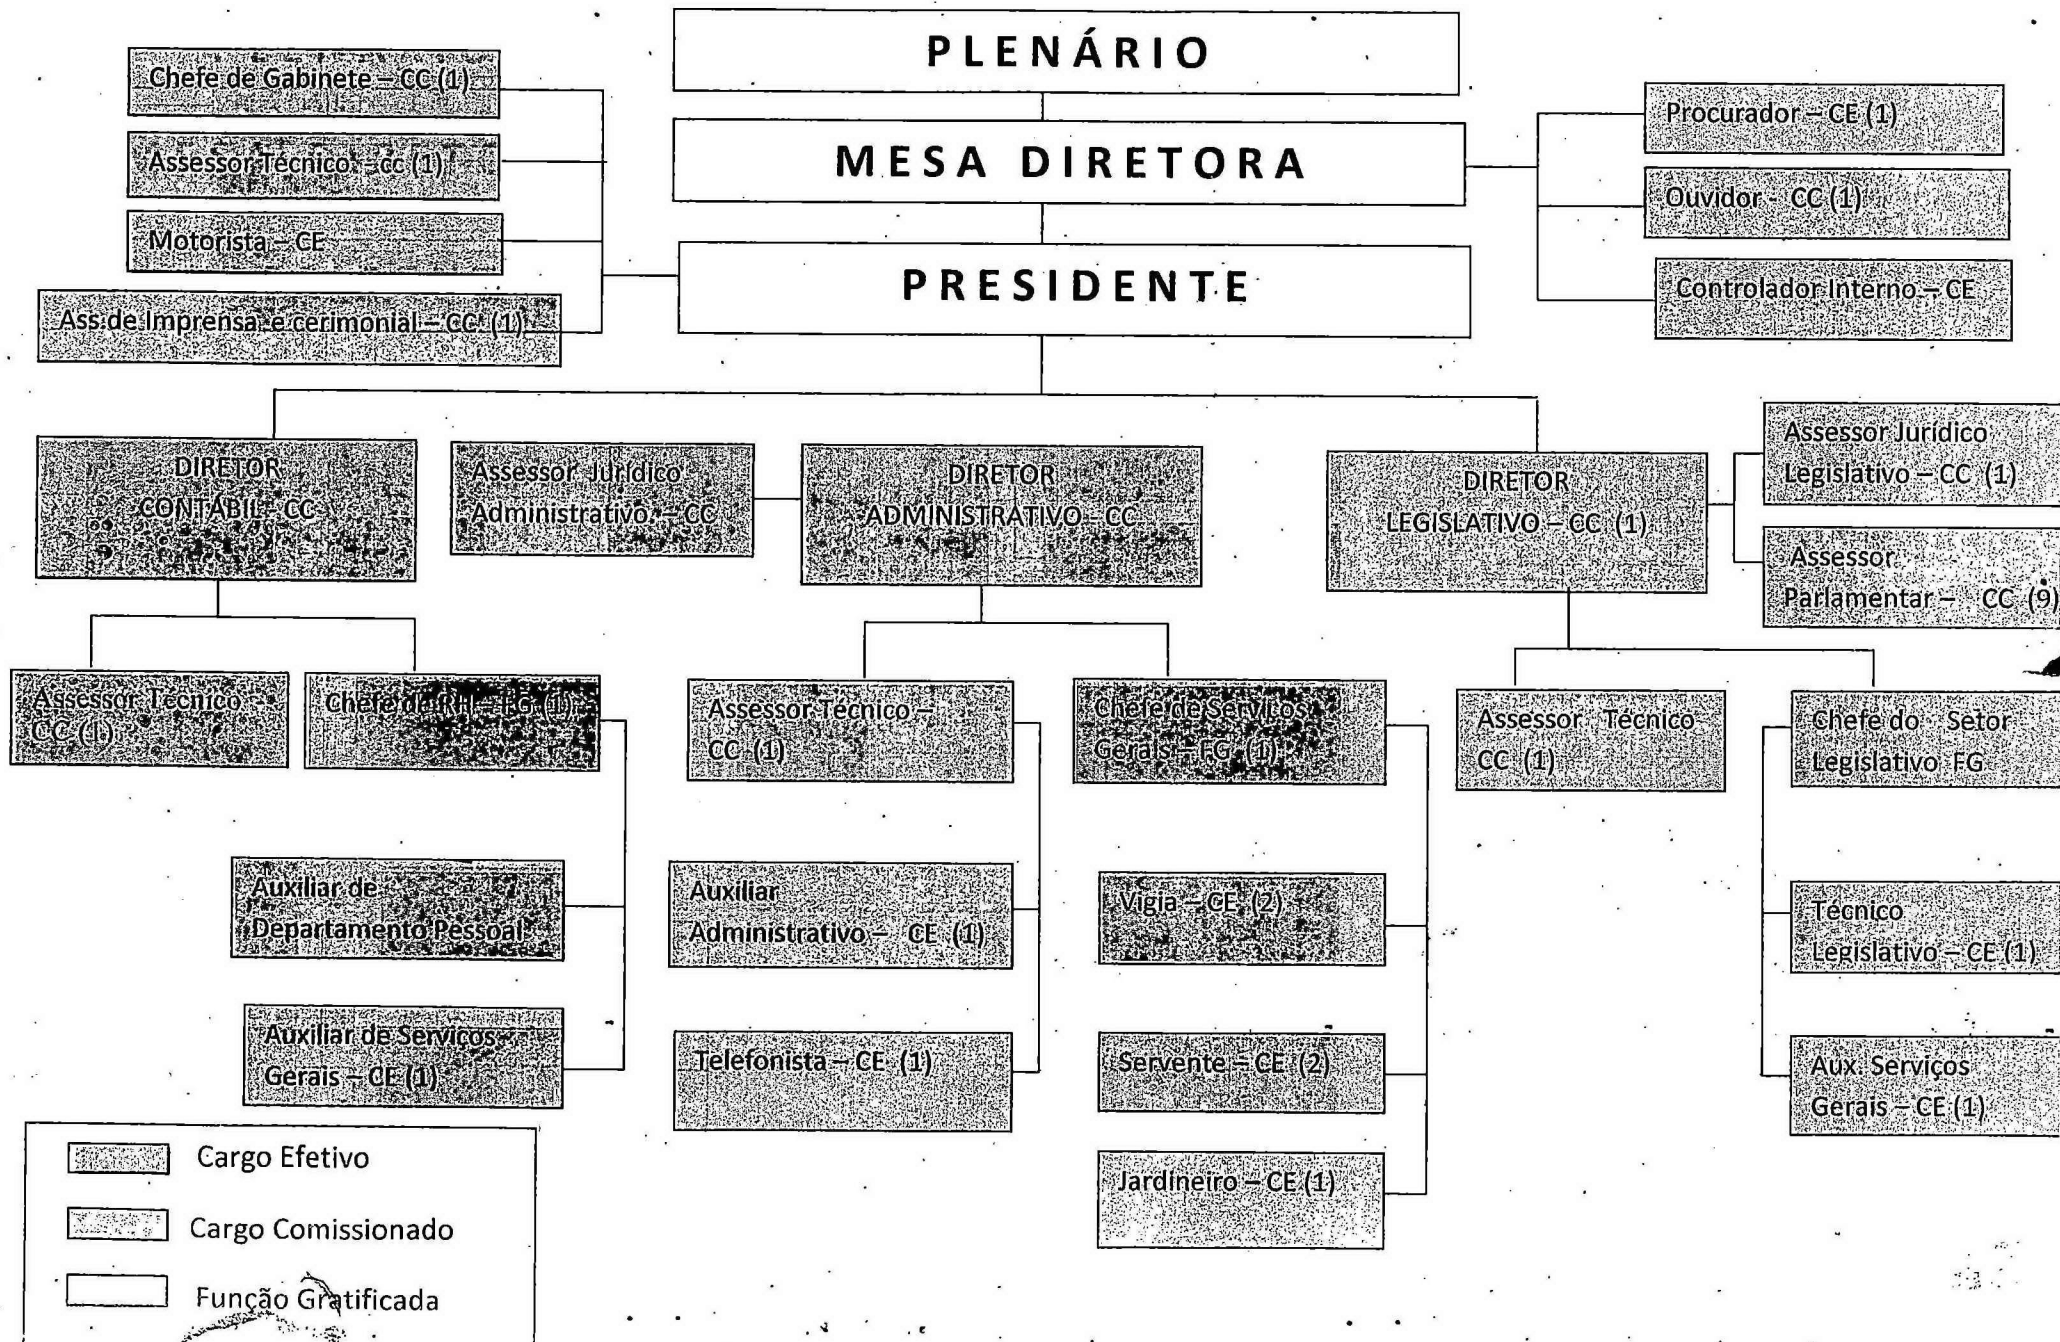 PLENÁRIO
MESA DIRETORA
PRESIDENTE
Chefe de Gabinete – CC (1)
Assessor Técnico – cc (1)
Motorista – CE
Ass.de Imprensa e cerimonial – CC (1)
Procurador – CE (1)
Ouvidor - CC (1)
Controlador Interno – CE
DIRETOR
CONTÁBIL – CC
Assessor Jurídico
Administrativo – CC
DIRETOR
ADMINISTRATIVO – CC
DIRETOR
LEGISLATIVO – CC (1)
Assessor Jurídico
Legislativo – CC (1)
Assessor
Parlamentar – CC (9)
Assessor Técnico -
CC (1)
Chefe de RH – FG (1)
Assessor Técnico –
CC (1)
Chefe de Serviços
Gerais – FG (1)
Assessor Técnico
CC (1)
Chefe do Setor
Legislativo FG
Auxiliar de
Departamento Pessoal
Auxiliar
Administrativo – CE (1)
Vigia – CE (2)
Técnico
Legislativo – CE (1)
Auxiliar de Serviços
Gerais – CE (1)
Telefonista – CE (1)
Servente – CE (2)
Aux. Serviços
Gerais – CE (1)
Jardineiro – CE (1)
Cargo Efetivo
Cargo Comissionado
Função Gratificada